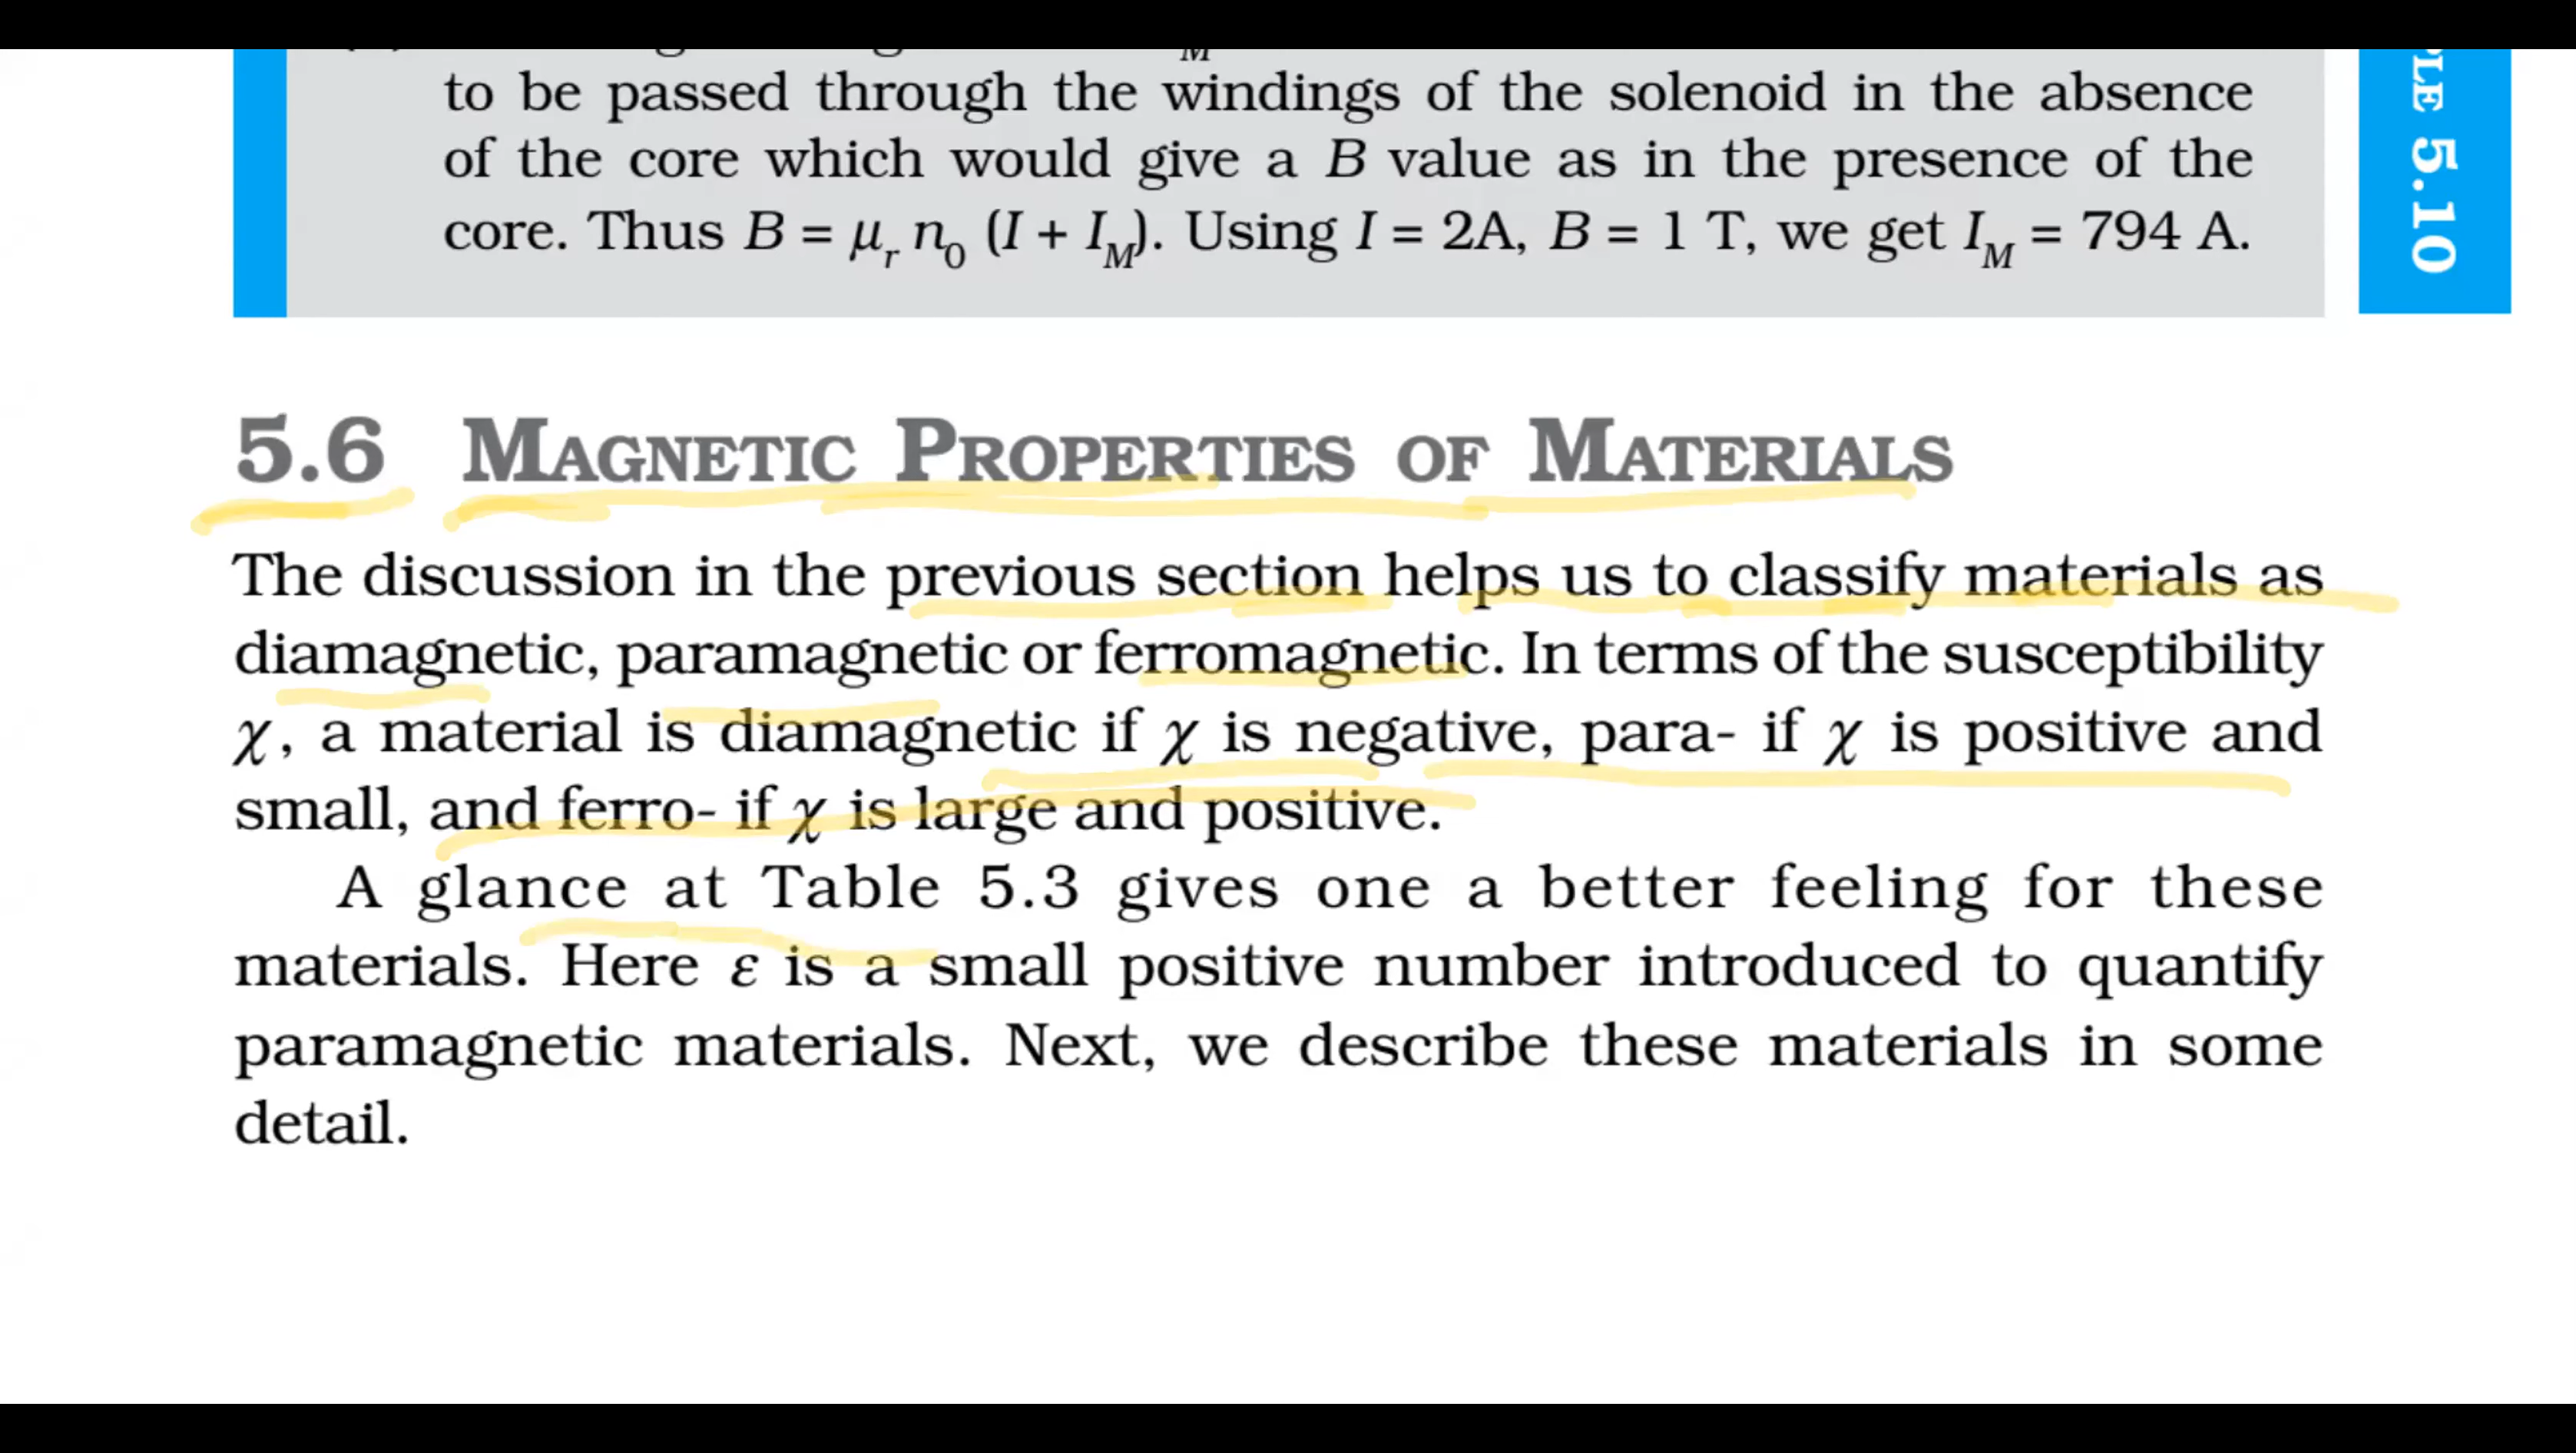 to be passed through the windings of the solenoid in the absence
of the core which would give a B value as in the presence of the
core. Thus B = μr n0 (I + IM). Using I = 2A, B = 1 T, we get IM = 794 A.
PLE 5.10
5.6 MAGNETIC PROPERTIES OF MATERIALS
The discussion in the previous section helps us to classify materials as
diamagnetic, paramagnetic or ferromagnetic. In terms of the susceptibility
χ, a material is diamagnetic if χ is negative, para- if χ is positive and
small, and ferro- if χ is large and positive.
A glance at Table 5.3 gives one a better feeling for these
materials. Here ε is a small positive number introduced to quantify
paramagnetic materials. Next, we describe these materials in some
detail.